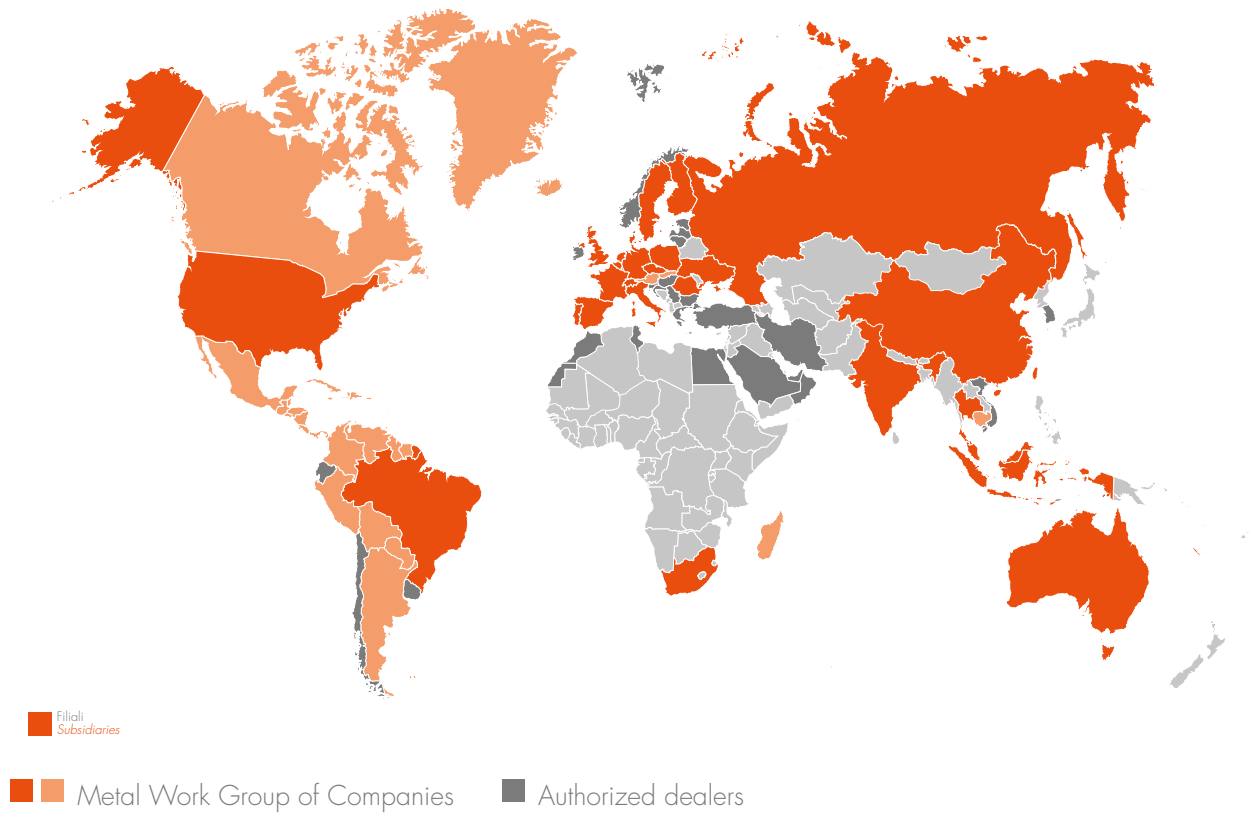 Filiali
Subsidiaries
Metal Work Group of Companies
Authorized dealers